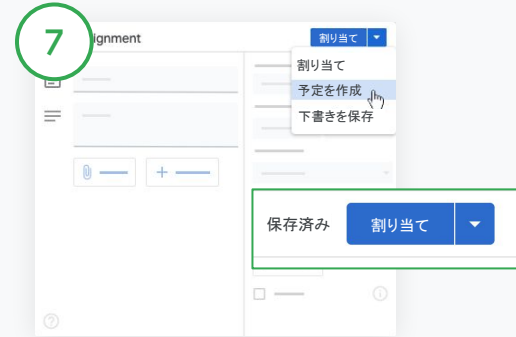 7
ignment
割り当て
割り当て
予定を作成
下書きを保存
保存済み
割り当て